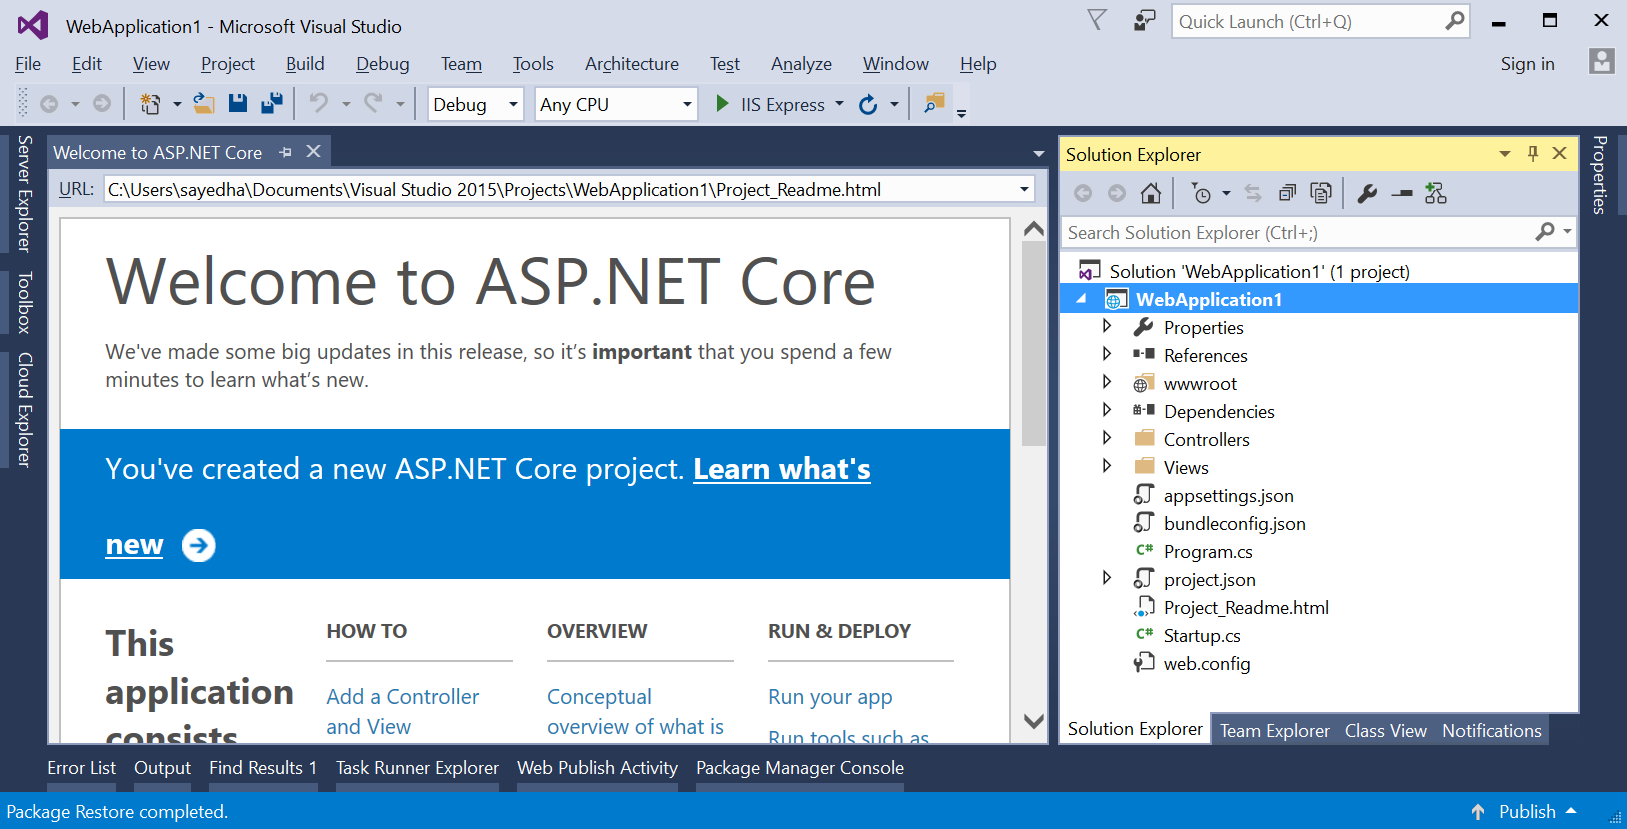 WebApplication1 - Microsoft Visual Studio
Quick Launch (Ctrl+Q)
File Edit View Project Build Debug Team Tools Architecture Test Analyze Window Help
Sign in
Debug
Any CPU
IIS Express
Server Explorer
Toolbox
Cloud Explorer
Welcome to ASP.NET Core
URL: C:\Users\sayedha\Documents\Visual Studio 2015\Projects\WebApplication1\Project_Readme.html
Welcome to ASP.NET Core
We've made some big updates in this release, so it's important that you spend a few
minutes to learn what's new.
You've created a new ASP.NET Core project. Learn what's
new
This
application
consists
HOW TO
Add a Controller
and View
OVERVIEW
Conceptual
overview of what is
RUN & DEPLOY
Run your app
Run tools such as
Solution Explorer
Search Solution Explorer (Ctrl+;)
Solution 'WebApplication1' (1 project)
WebApplication1
Properties
References
wwwroot
Dependencies
Controllers
Views
appsettings.json
bundleconfig.json
C# Program.cs
project.json
Project_Readme.html
C# Startup.cs
web.config
Solution Explorer Team Explorer Class View Notifications
Properties
Error List Output Find Results 1 Task Runner Explorer Web Publish Activity Package Manager Console
Package Restore completed.
Publish